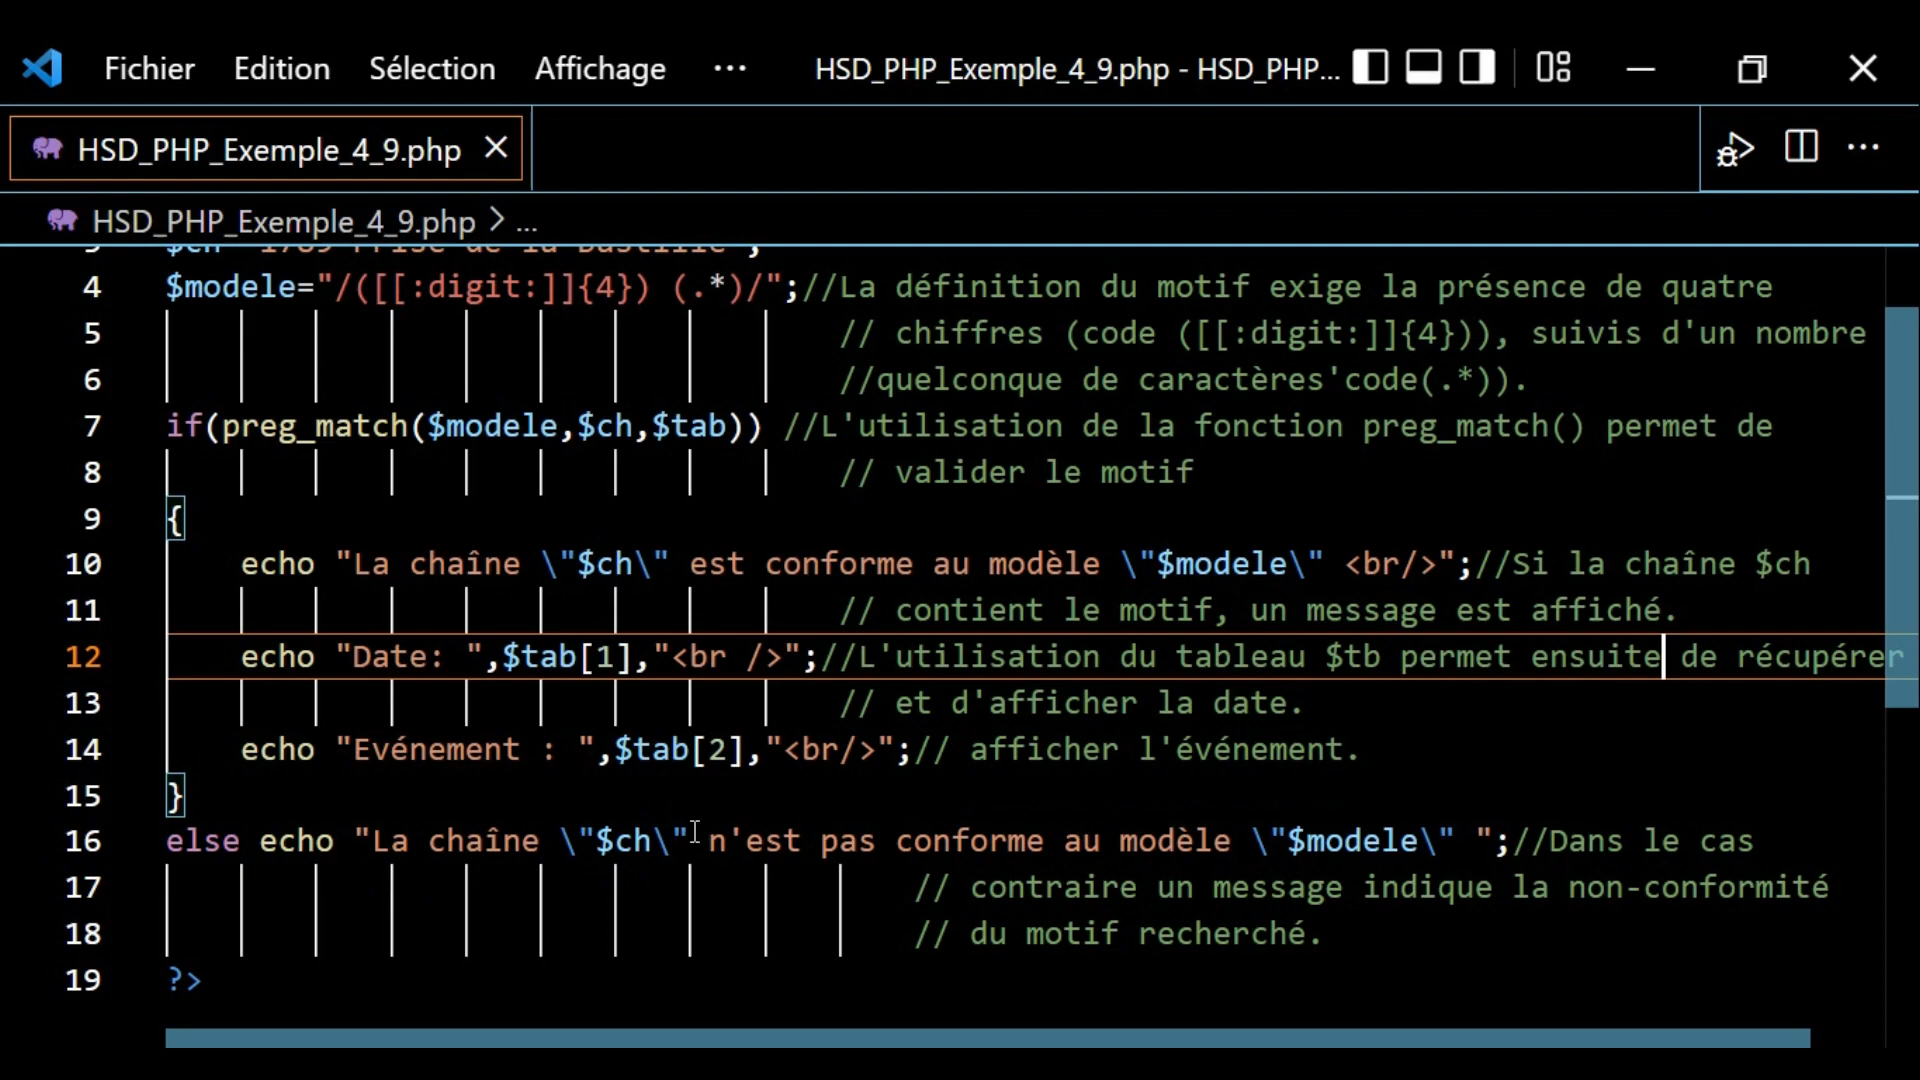 Fichier Edition Sélection Affichage ··· HSD_PHP_Exemple_4_9.php - HSD_PHP...
HSD_PHP_Exemple_4_9.php
HSD_PHP_Exemple_4_9.php > ...
4 $modele="/([[:digit:]]{4}) (.*)/";//La définition du motif exige la présence de quatre
5 // chiffres (code ([[:digit:]]{4})), suivis d'un nombre
6 //quelconque de caractères'code(.*)).
7 if(preg_match($modele,$ch,$tab)) //L'utilisation de la fonction preg_match() permet de
8 // valider le motif
9 {
10 echo "La chaîne \"$ch\" est conforme au modèle \"$modele\" <br/>";//Si la chaîne $ch
11 // contient le motif, un message est affiché.
12 echo "Date: ",$tab[1],"<br />";//L'utilisation du tableau $tb permet ensuite de récupérer
13 // et d'afficher la date.
14 echo "Evénement : ",$tab[2],"<br/>";// afficher l'événement.
15 }
16 else echo "La chaîne \"$ch\" n'est pas conforme au modèle \"$modele\" ";//Dans le cas
17 // contraire un message indique la non-conformité
18 // du motif recherché.
19 ?>